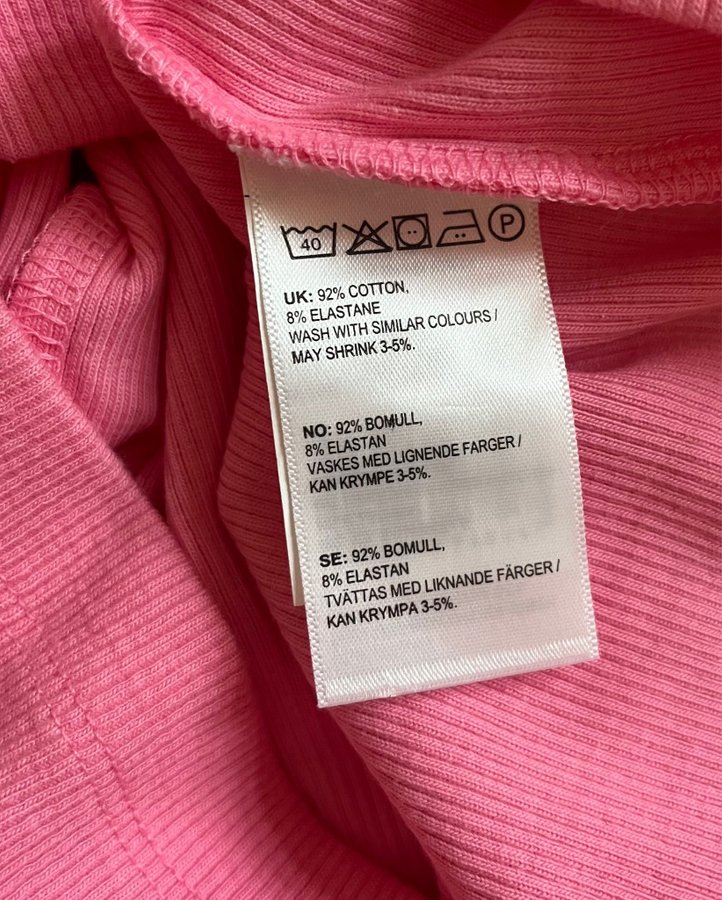 40 P
UK: 92% COTTON,
8% ELASTANE
WASH WITH SIMILAR COLOURS /
MAY SHRINK 3-5%.
NO: 92% BOMULL,
8% ELASTAN
VASKES MED LIGNENDE FARGER /
KAN KRYMPE 3-5%.
SE: 92% BOMULL,
8% ELASTAN
TVÄTTAS MED LIKNANDE FÄRGER /
KAN KRYMPA 3-5%.